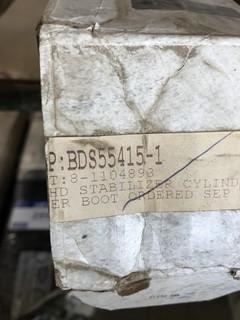 P:BDS55415-1
T:8-1104893
HD STABILIZER CYLIND
ER BOOT ORDERED SEP